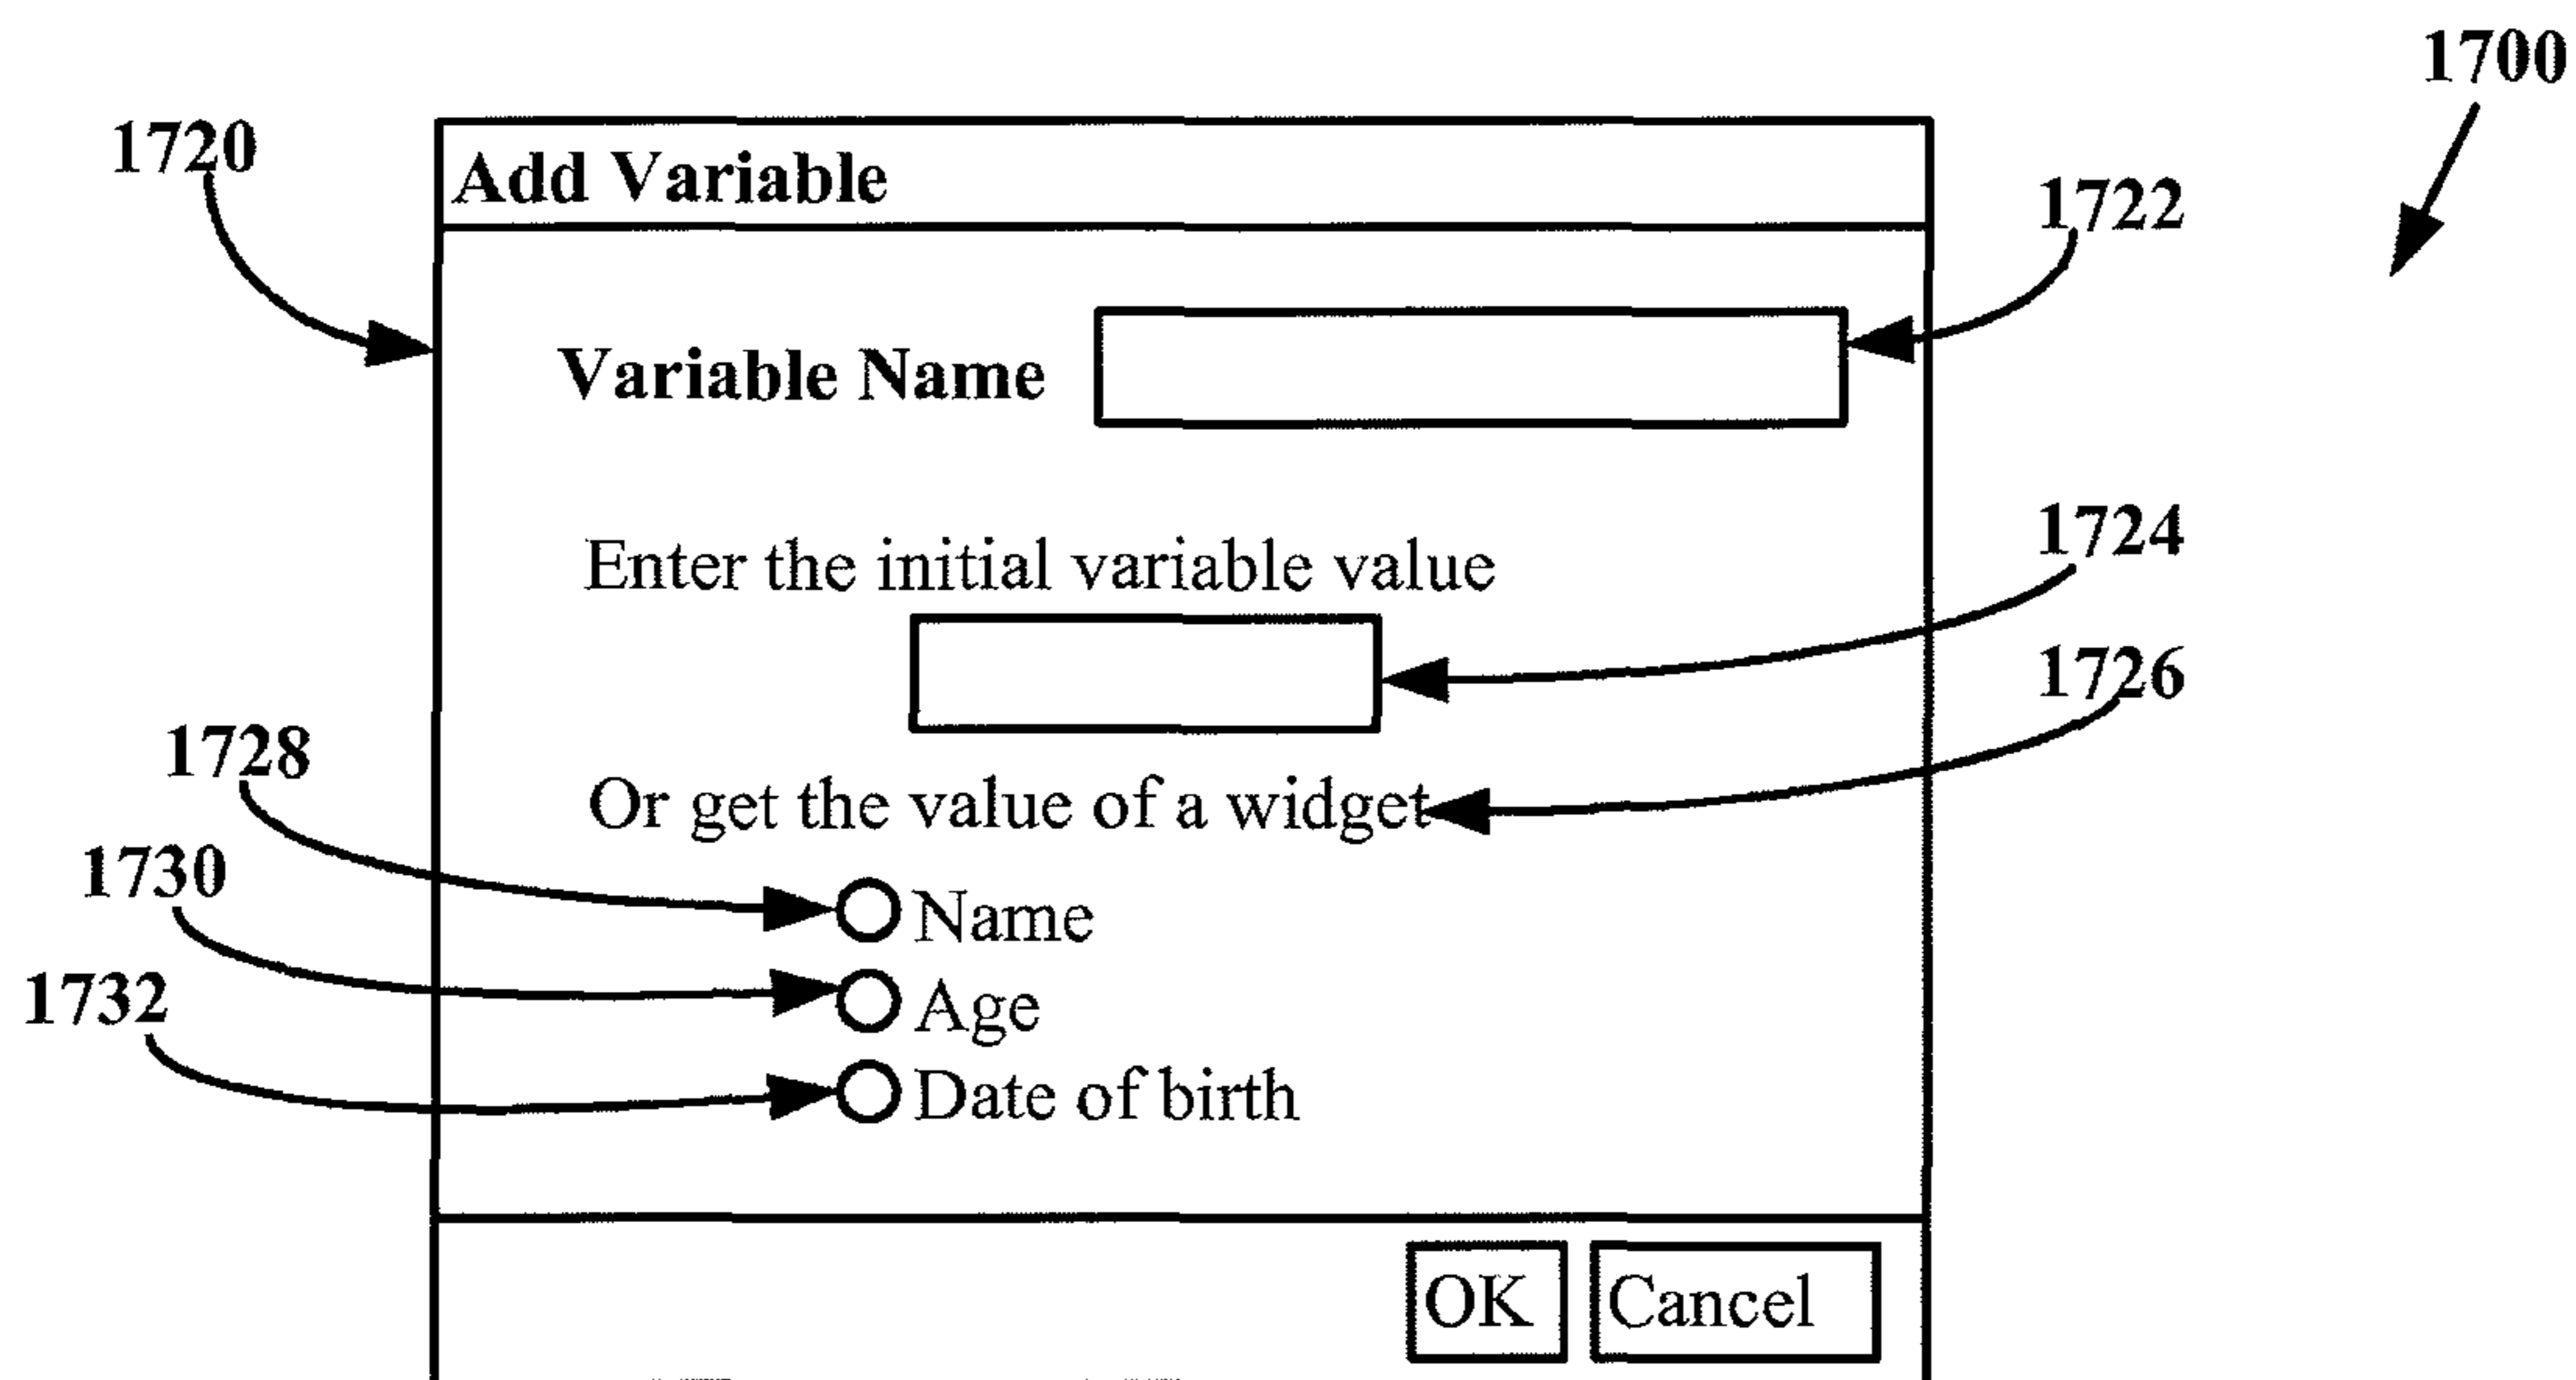 1700
1720
Add Variable
1722
Variable Name
Enter the initial variable value
1724
1726
1728
Or get the value of a widget
1730
Name
1732
Age
Date of birth
OK Cancel